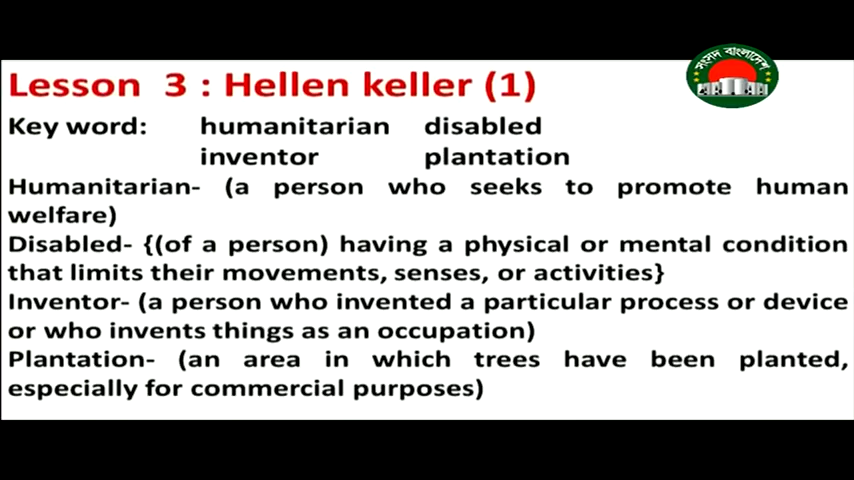 সংসদ বাংলাদেশ
Lesson 3 : Hellen keller (1)
Key word: humanitarian disabled
inventor plantation
Humanitarian- (a person who seeks to promote human
welfare)
Disabled- {(of a person) having a physical or mental condition
that limits their movements, senses, or activities}
Inventor- (a person who invented a particular process or device
or who invents things as an occupation)
Plantation- (an area in which trees have been planted,
especially for commercial purposes)